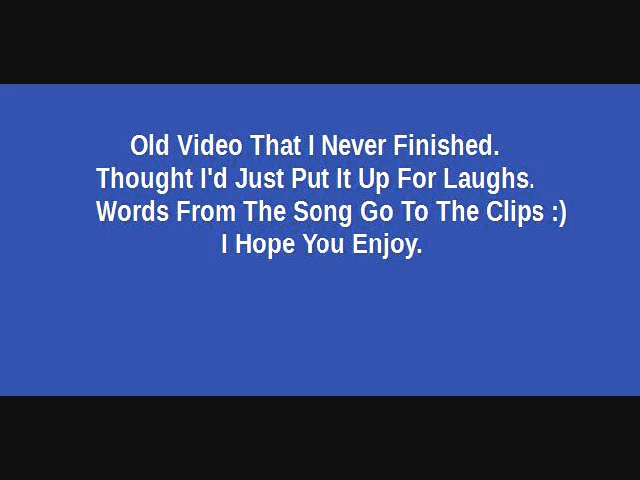 Old Video That I Never Finished.
Thought I'd Just Put It Up For Laughs.
Words From The Song Go To The Clips :)
I Hope You Enjoy.